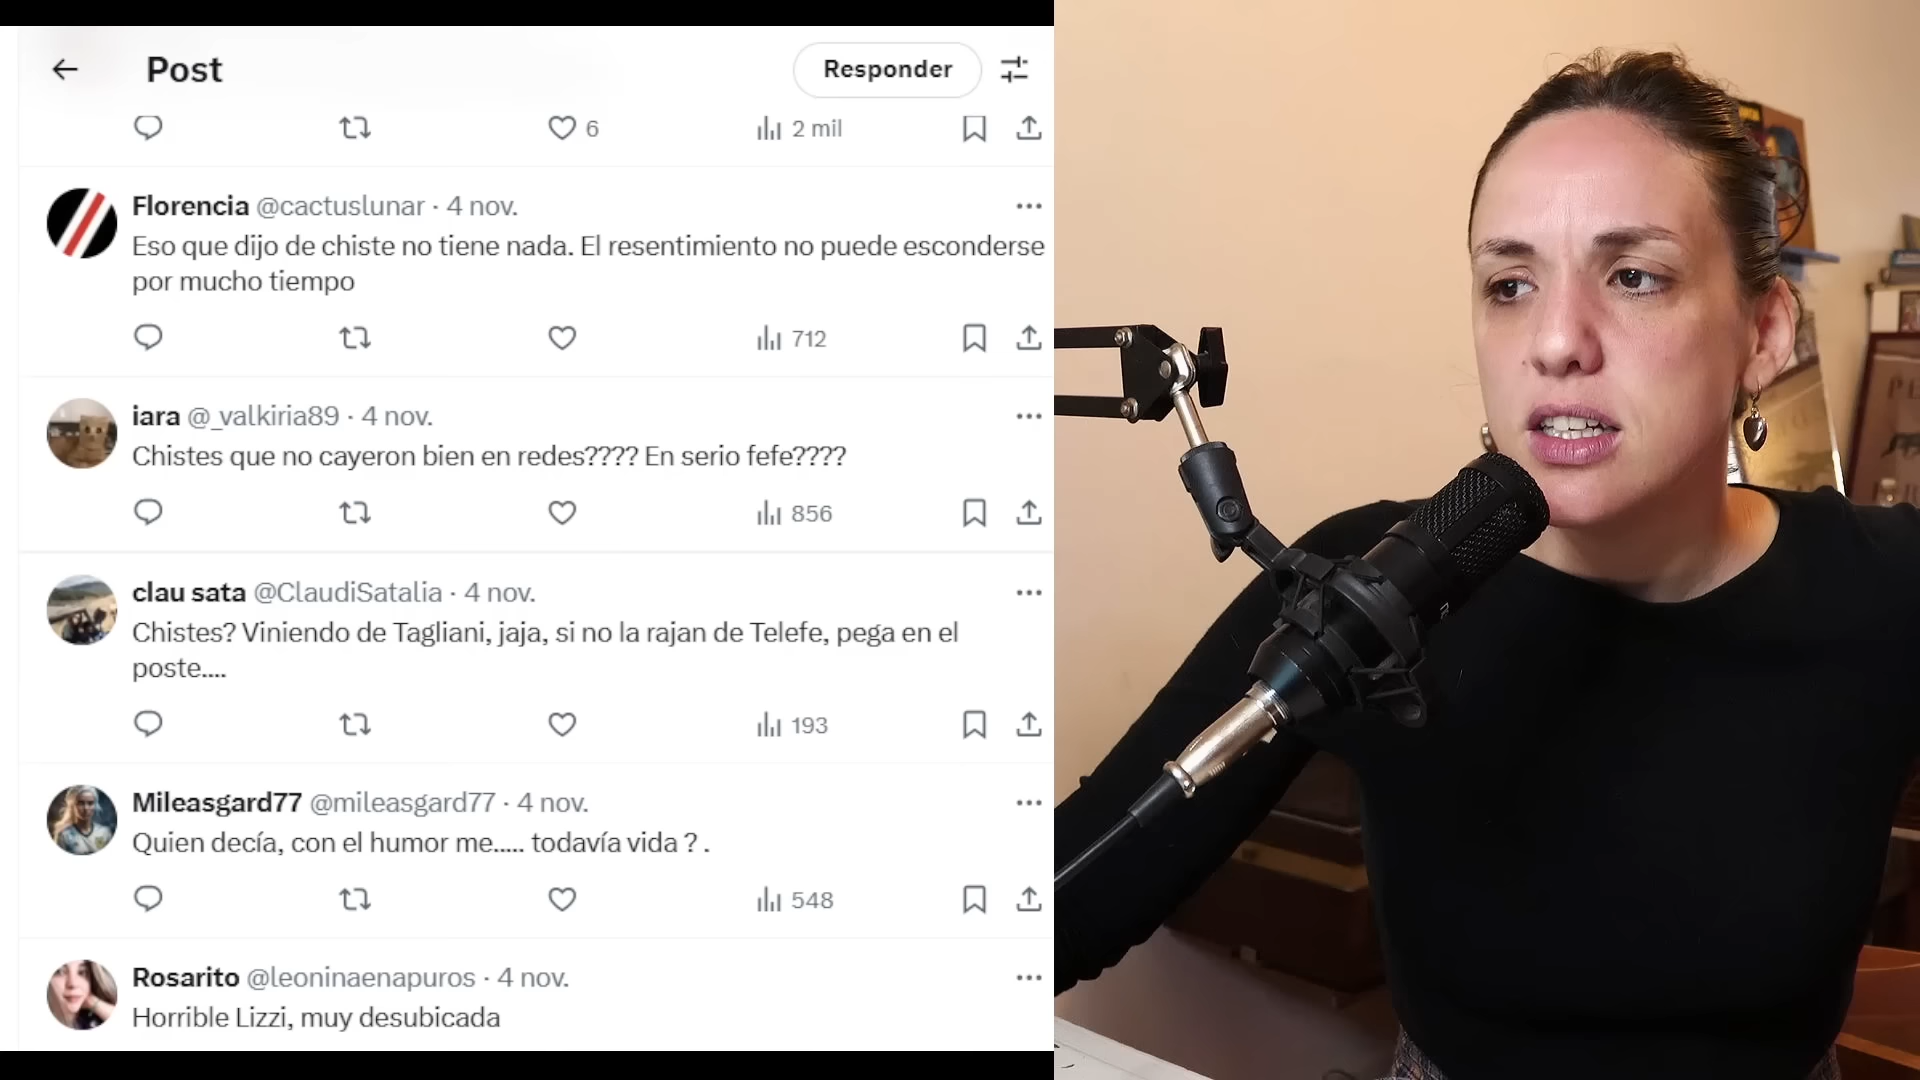 Post
Responder
6
2 mil
Florencia @cactuslunar · 4 nov.
Eso que dijo de chiste no tiene nada. El resentimiento no puede esconderse
por mucho tiempo
712
iara @_valkiria89 · 4 nov.
Chistes que no cayeron bien en redes???? En serio fefe????
856
clau sata @ClaudiSatalia · 4 nov.
Chistes? Viniendo de Tagliani, jaja, si no la rajan de Telefe, pega en el
poste....
193
Mileasgard77 @mileasgard77 · 4 nov.
Quien decía, con el humor me..... todavía vida ? .
548
Rosarito @leoninaenapuros · 4 nov.
Horrible Lizzi, muy desubicada